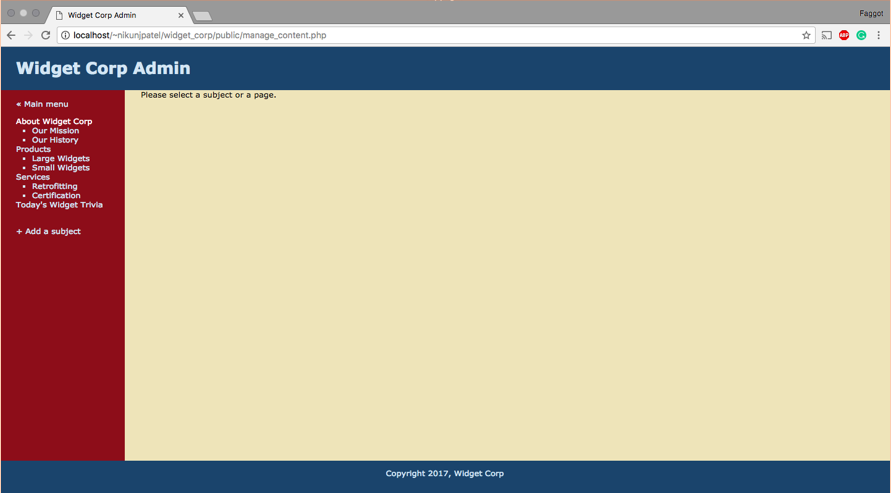 Widget Corp Admin
Faggot
localhost/~nikunjpatel/widget_corp/public/manage_content.php
ABP
Widget Corp Admin
« Main menu
Please select a subject or a page.
About Widget Corp
Our Mission
Our History
Products
Large Widgets
Small Widgets
Services
Retrofitting
Certification
Today's Widget Trivia
+ Add a subject
Copyright 2017, Widget Corp